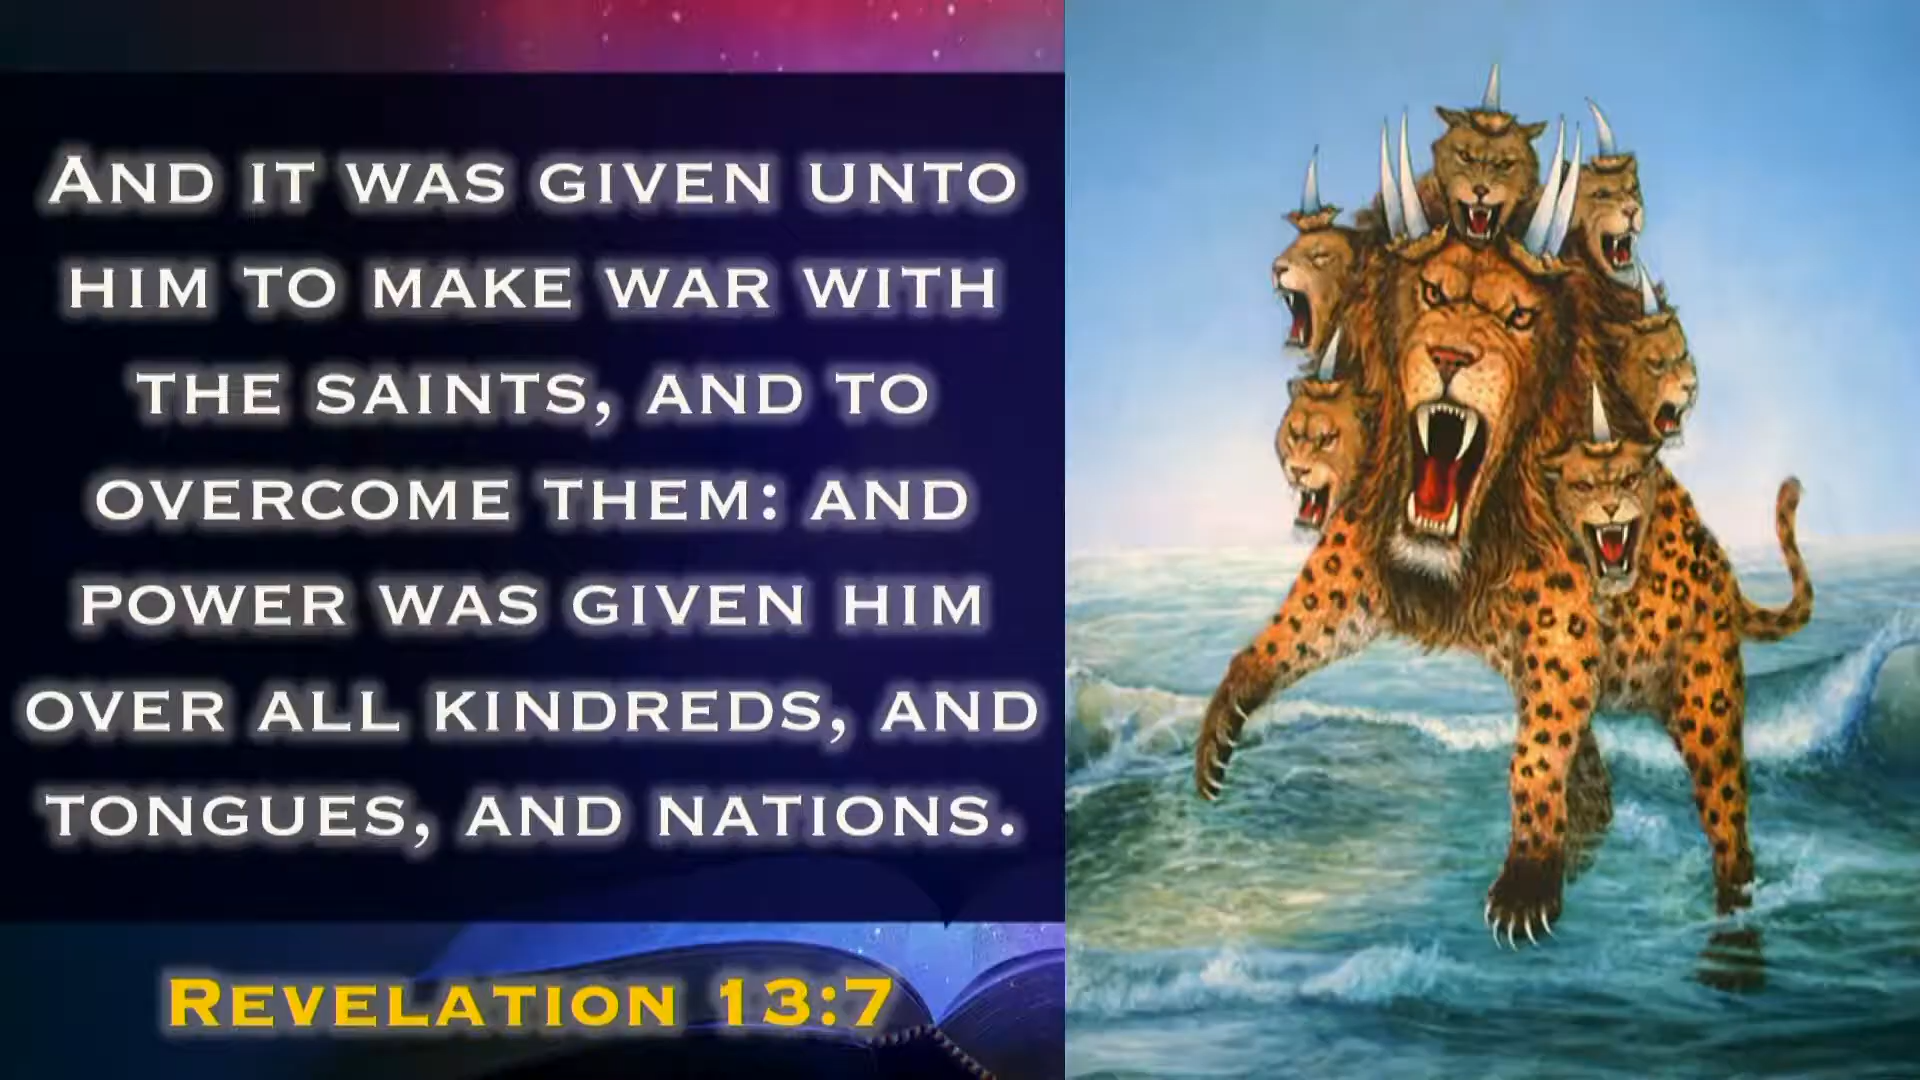 And it was given unto
him to make war with
the saints, and to
overcome them: and
power was given him
over all kindreds, and
tongues, and nations.
Revelation 13:7